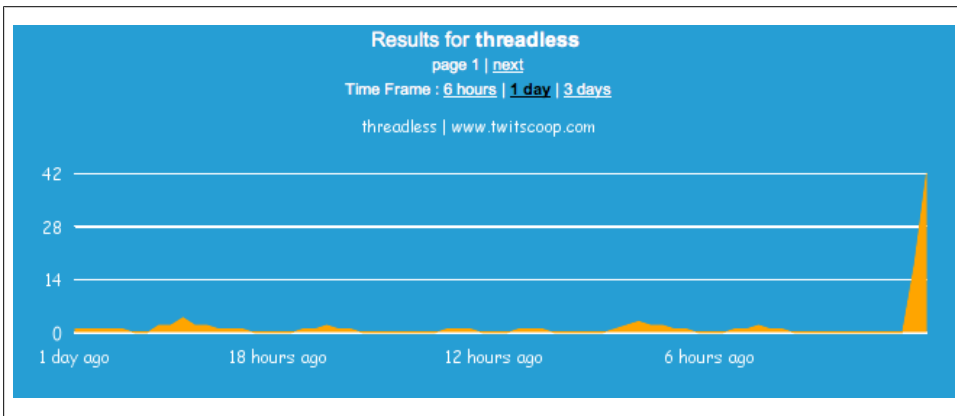 Results for threadless
page 1 | next
Time Frame : 6 hours | 1 day | 3 days
threadless | www.twitscoop.com
42
28
14
0
1 day ago 18 hours ago 12 hours ago 6 hours ago